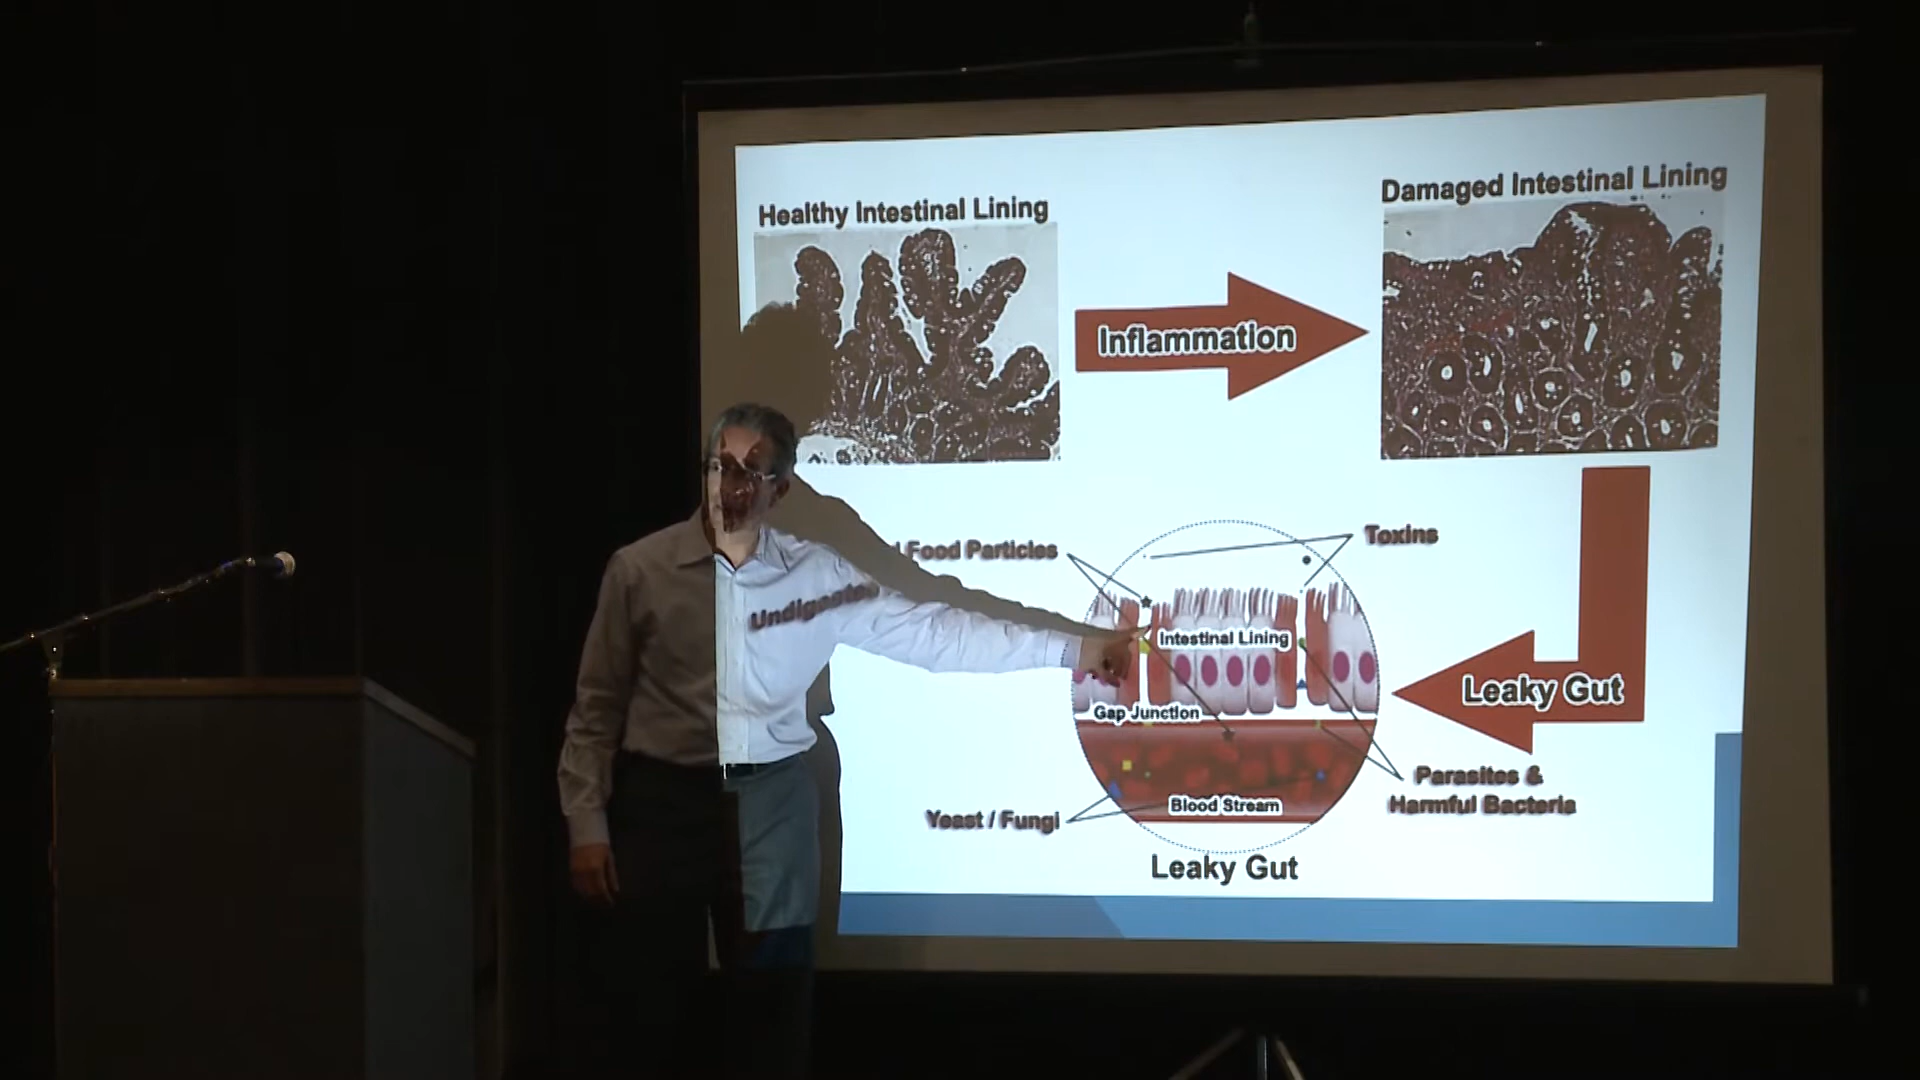 Healthy Intestinal Lining
Damaged Intestinal Lining
Inflammation
Undigested Food Particles
Toxins
Intestinal Lining
Gap Junction
Leaky Gut
Blood Stream
Parasites &
Harmful Bacteria
Yeast / Fungi
Leaky Gut